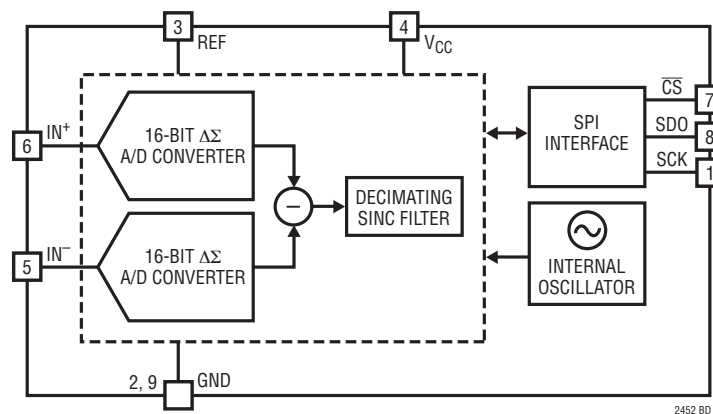 3
REF
4
VCC
6
IN+
16-BIT ΔΣ
A/D CONVERTER
5
IN−
16-BIT ΔΣ
A/D CONVERTER
−
DECIMATING
SINC FILTER
SPI
INTERFACE
CS
7
SDO
8
SCK
1
INTERNAL
OSCILLATOR
2, 9
GND
2452 BD